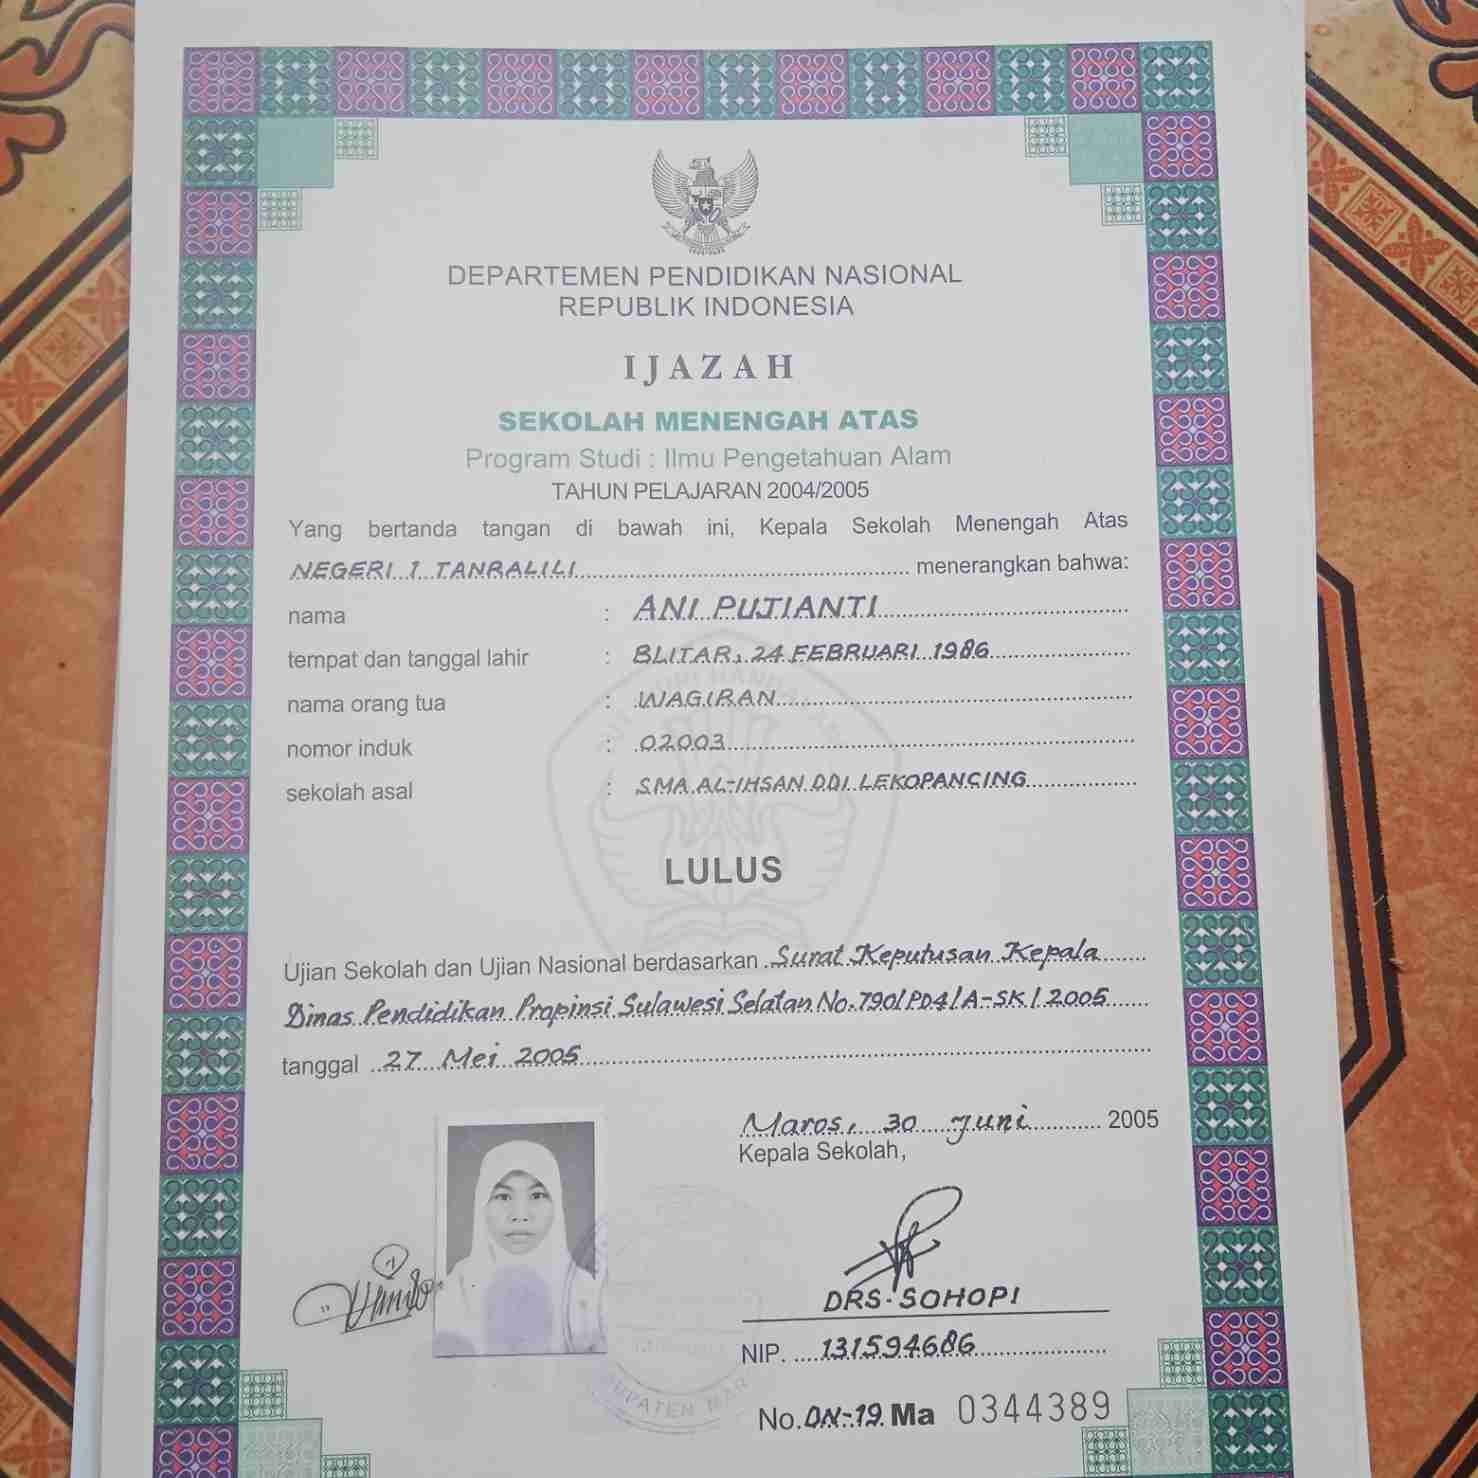 DEPARTEMEN PENDIDIKAN NASIONAL
REPUBLIK INDONESIA
IJAZAH
SEKOLAH MENENGAH ATAS
Program Studi : Ilmu Pengetahuan Alam
TAHUN PELAJARAN 2004/2005
Yang bertanda tangan di bawah ini, Kepala Sekolah Menengah Atas
NEGERI 1 TANRALILI menerangkan bahwa:
nama : ANI PUJIANTI
tempat dan tanggal lahir : BLITAR, 24 FEBRUARI 1986
nama orang tua : WAGIRAN
nomor induk : 02003
sekolah asal : SMA AL-IHSAN DDI LEKOPANCING
LULUS
Ujian Sekolah dan Ujian Nasional berdasarkan Surat Keputusan Kepala
Dinas Pendidikan Propinsi Sulawesi Selatan No. 790/PD4/A-SK/2005
tanggal 27 Mei 2005
Maros, 30 Juni 2005
Kepala Sekolah,
DRS. SOHOPI
NIP. 131594686
No. DN-19 Ma 0344389